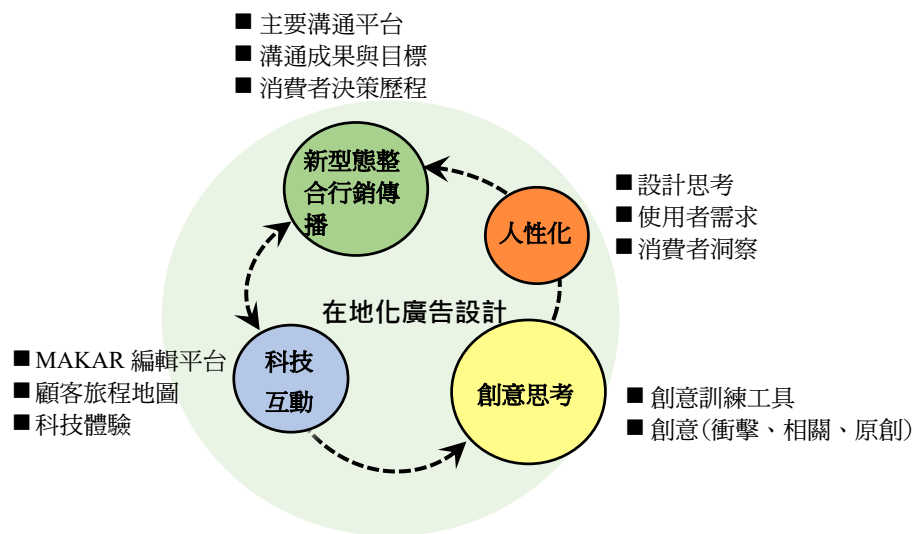 ■ 主要溝通平台
■ 溝通成果與目標
■ 消費者決策歷程
新型態整
合行銷傳
播
人性化
■ 設計思考
■ 使用者需求
■ 消費者洞察
在地化廣告設計
科技
互動
■ MAKAR 編輯平台
■ 顧客旅程地圖
■ 科技體驗
創意思考
■ 創意訓練工具
■ 創意(衝擊、相關、原創)